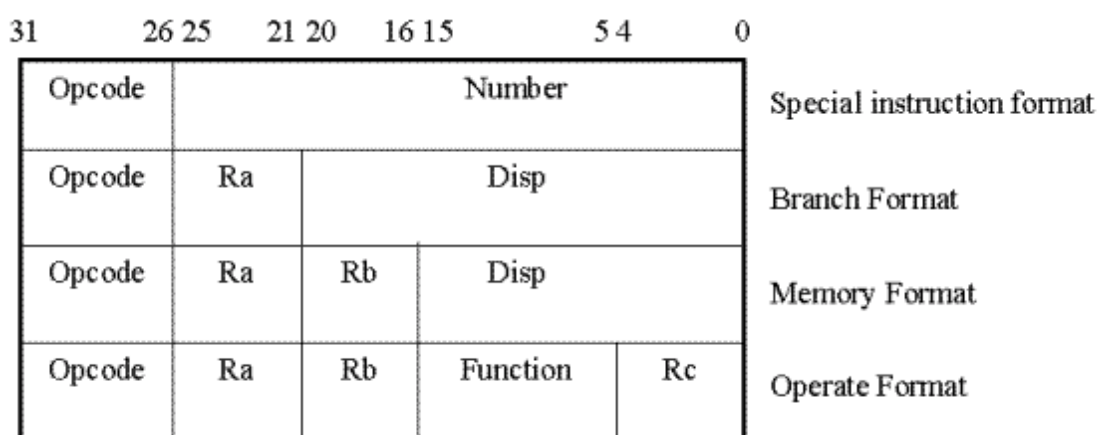 31 26 25 21 20 16 15 5 4 0
Opcode Number Special instruction format
Opcode Ra Disp Branch Format
Opcode Ra Rb Disp Memory Format
Opcode Ra Rb Function Rc Operate Format